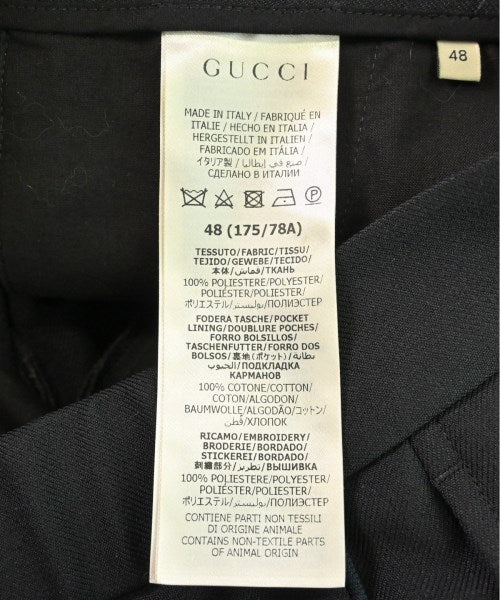 GUCCI
48
MADE IN ITALY / FABRIQUÉ EN
ITALIE / HECHO EN ITALIA /
HERGESTELLT IN ITALIEN /
FABRICADO EM ITÁLIA /
イタリア製 / صنع في إيطاليا /
СДЕЛАНО В ИТАЛИИ
48 (175/78A)
TESSUTO/FABRIC/TISSU/
TEJIDO/GEWEBE/TECIDO/
本体/قماش/ТКАНЬ
100% POLIESTERE/POLYESTER/
POLIÉSTER/POLIESTER/
ポリエステル/بوليستر/ПОЛИЭСТЕР
FODERA TASCHE/POCKET
LINING/DOUBLURE POCHES/
FORRO BOLSILLOS/
TASCHENFUTTER/FORRO DOS
BOLSOS/裏地(ポケット)/بطانة
الجيوب/ПОДКЛАДКА
КАРМАНОВ
100% COTONE/COTTON/
COTON/ALGODON/
BAUMWOLLE/ALGODÃO/コットン/
قطن/ХЛОПОК
RICAMO/EMBROIDERY/
BRODERIE/BORDADO/
STICKEREI/BORDADO/
刺繍部分/تطريز/ВЫШИВКА
100% POLIESTERE/POLYESTER/
POLIÉSTER/POLIESTER/
ポリエステル/بوليستر/ПОЛИЭСТЕР
CONTIENE PARTI NON TESSILI
DI ORIGINE ANIMALE
CONTAINS NON-TEXTILE PARTS
OF ANIMAL ORIGIN